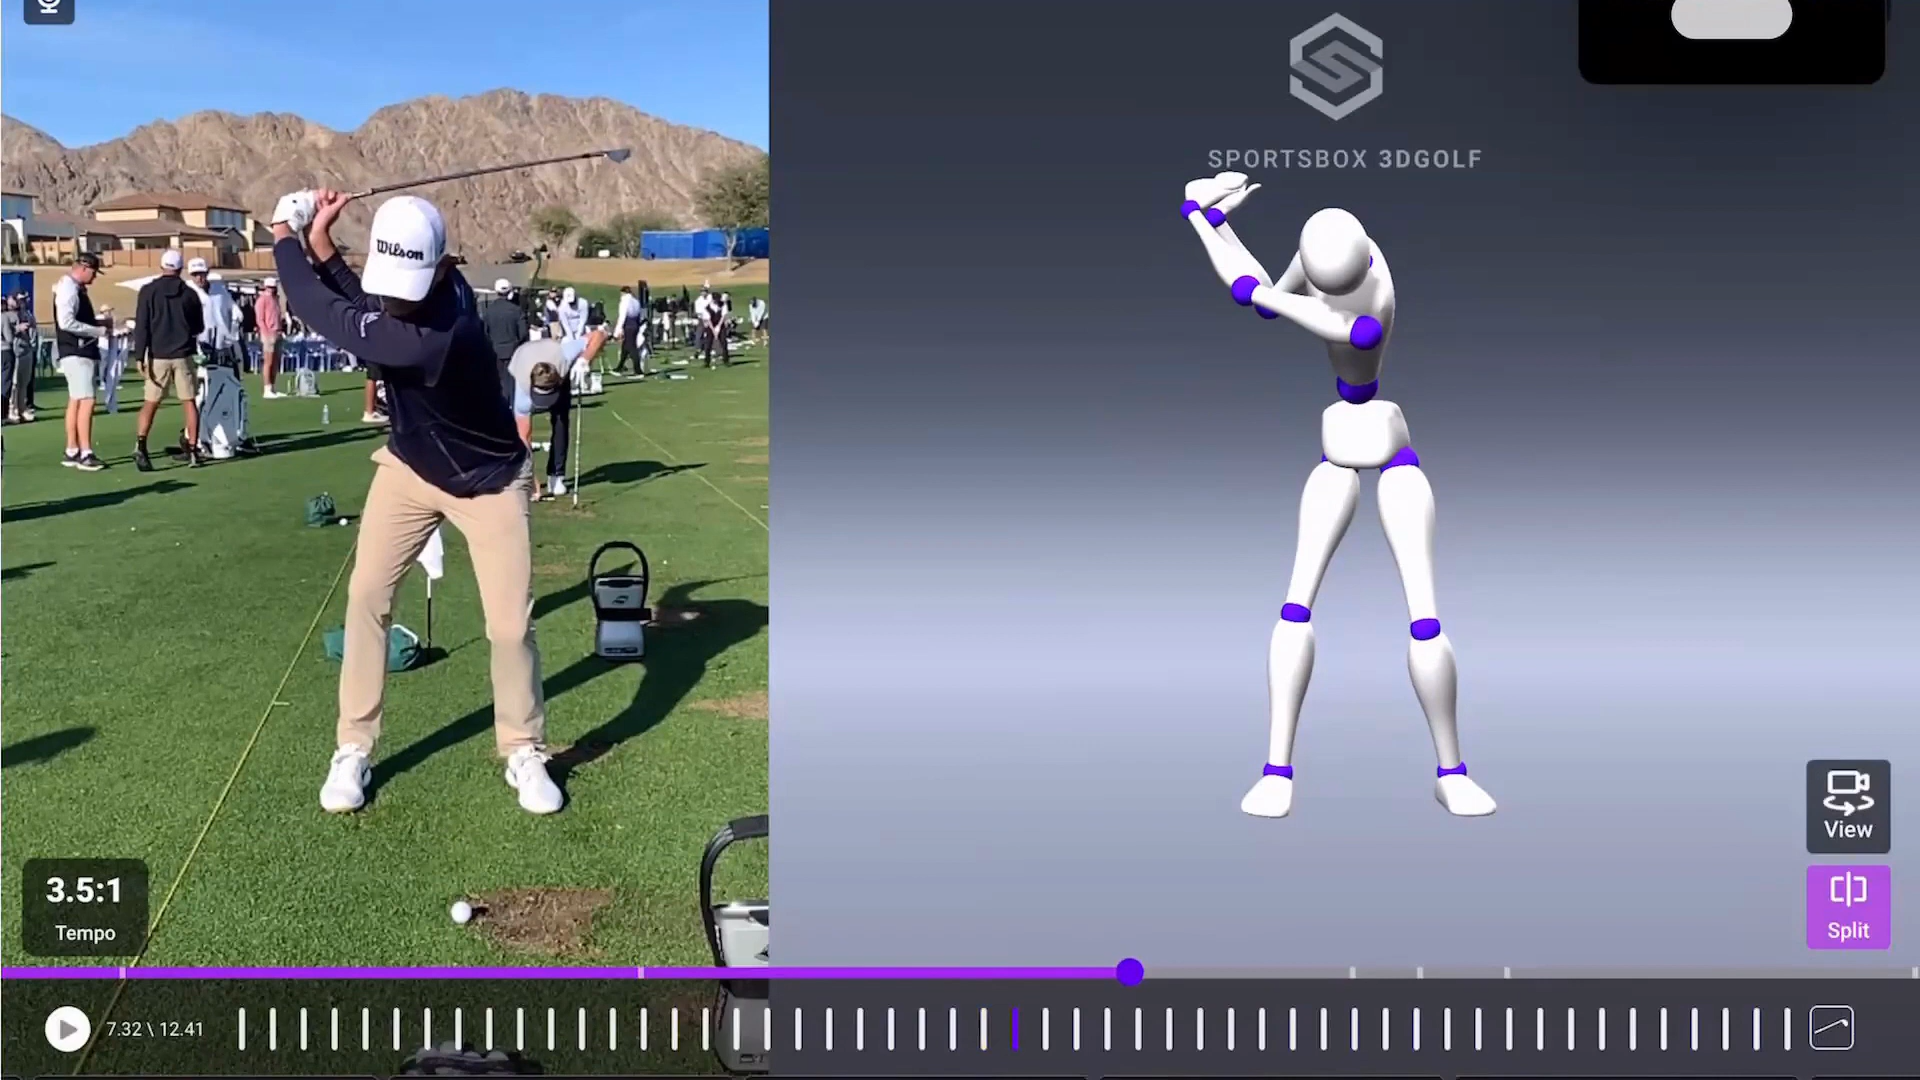 SPORTSBOX 3DGOLF
Wilson
View
3.5:1
Tempo
Split
7.32 \ 12.41